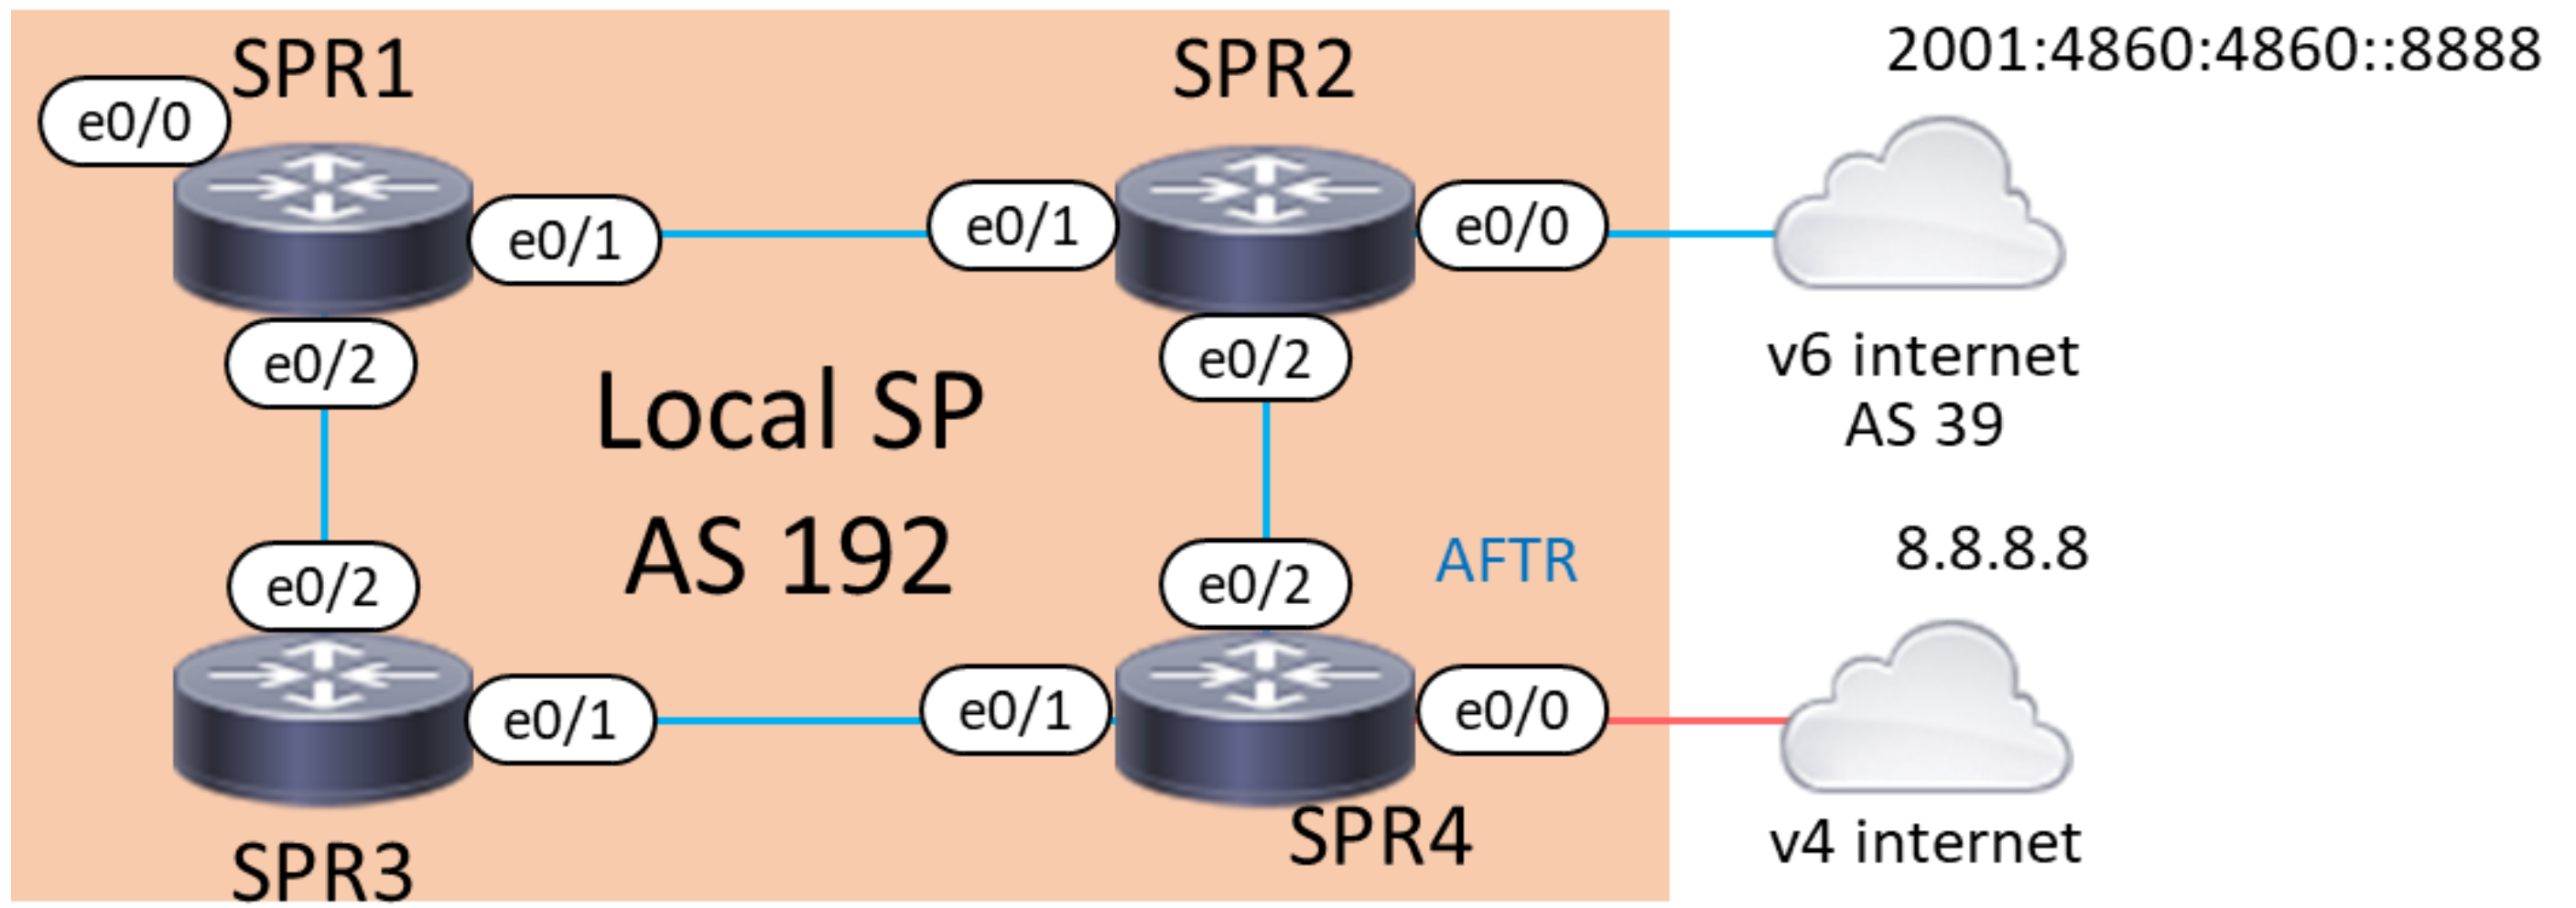 SPR1
SPR2
2001:4860:4860::8888
e0/0
e0/1
e0/1
e0/0
e0/2
e0/2
v6 internet
AS 39
Local SP
AS 192
AFTR
8.8.8.8
e0/2
e0/2
e0/1
e0/1
e0/0
SPR3
SPR4
v4 internet